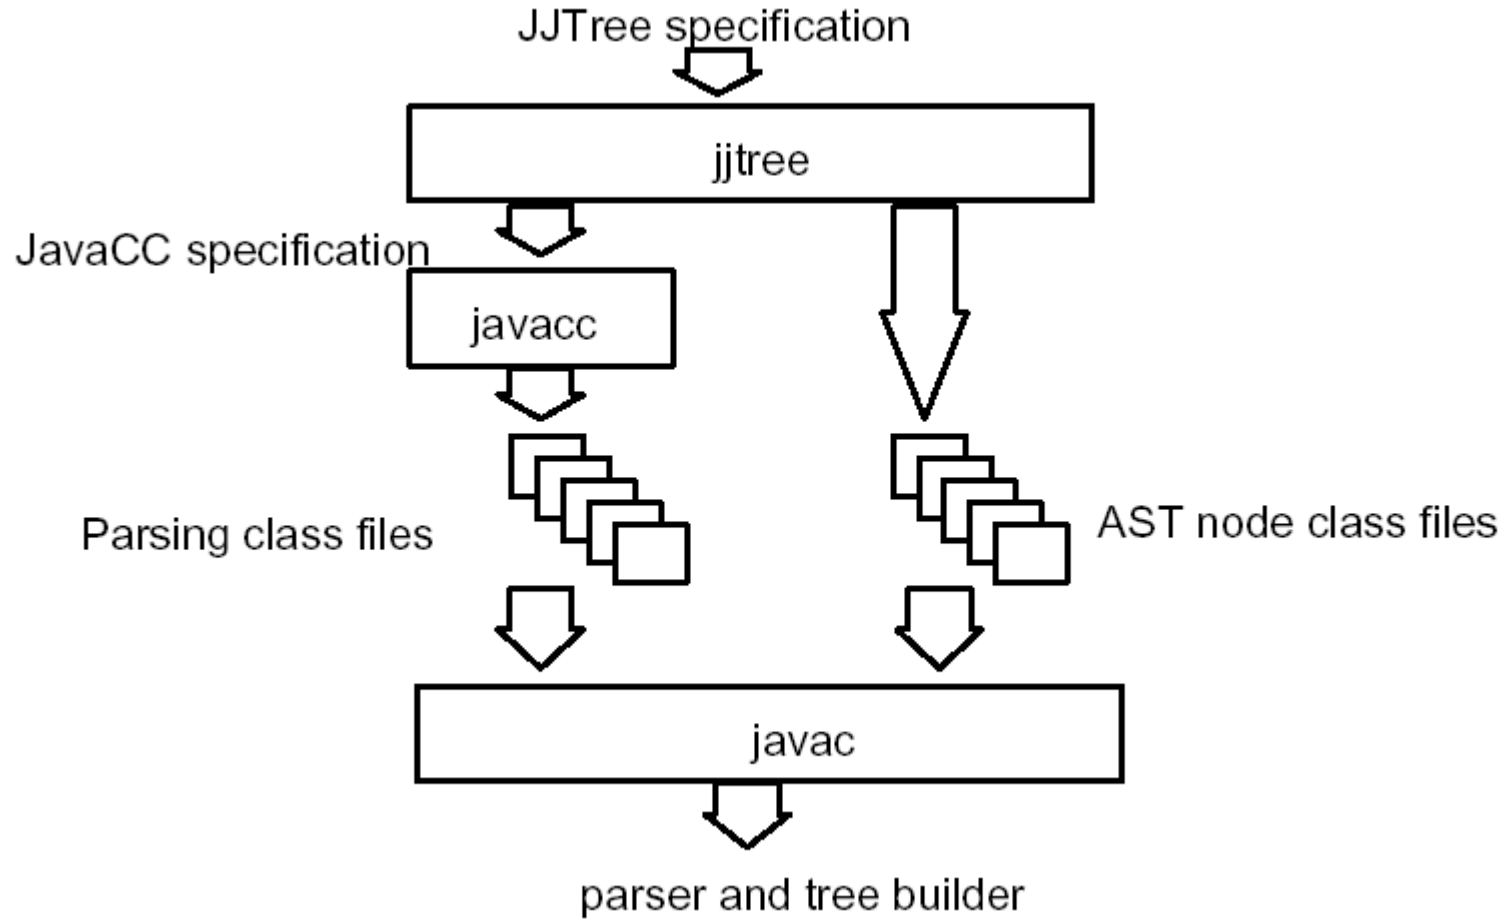 JJTree specification
jjtree
JavaCC specification
javacc
Parsing class files
AST node class files
javac
parser and tree builder